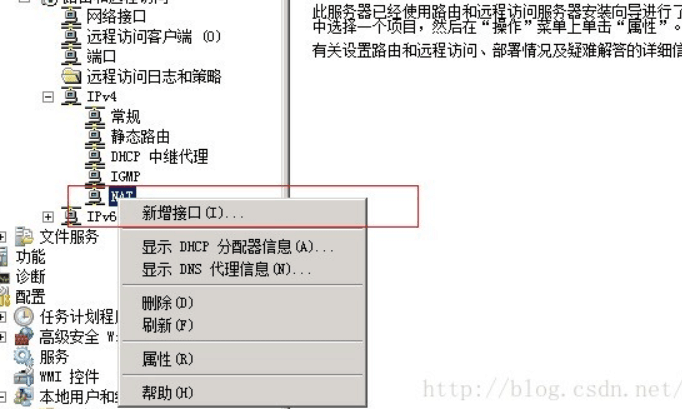 路由和远程访问
网络接口
远程访问客户端 (0)
端口
远程访问日志和策略
IPv4
常规
静态路由
DHCP 中继代理
IGMP
NAT
IPv6
文件服务
功能
诊断
配置
任务计划程
高级安全 W
服务
WMI 控件
本地用户和
新增接口(I)...
显示 DHCP 分配器信息(A)...
显示 DNS 代理信息(N)...
删除(D)
刷新(F)
属性(R)
帮助(H)
此服务器已经使用路由和远程访问服务器安装向导进行了
中选择一个项目，然后在“操作”菜单上单击“属性”。
有关设置路由和远程访问、部署情况及疑难解答的详细信
http://blog.csdn.net/